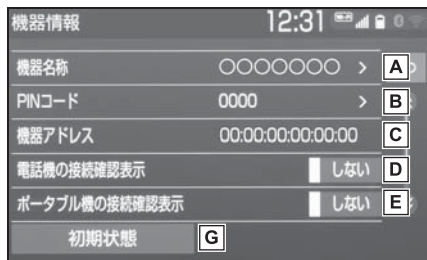 機器情報 12:31 0
機器名称 ○○○○○○○ > A
PINコード 0000 > B
機器アドレス 00:00:00:00:00:00 C
電話機の接続確認表示 しない D
ポータブル機の接続確認表示 しない E
初期状態 G